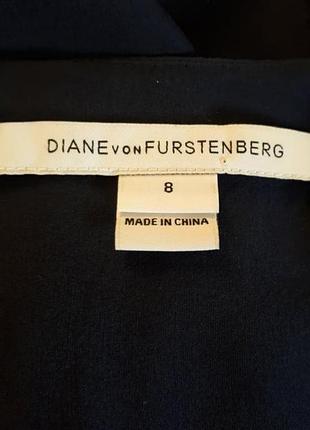 DIANE VON FURSTENBERG
8
MADE IN CHINA